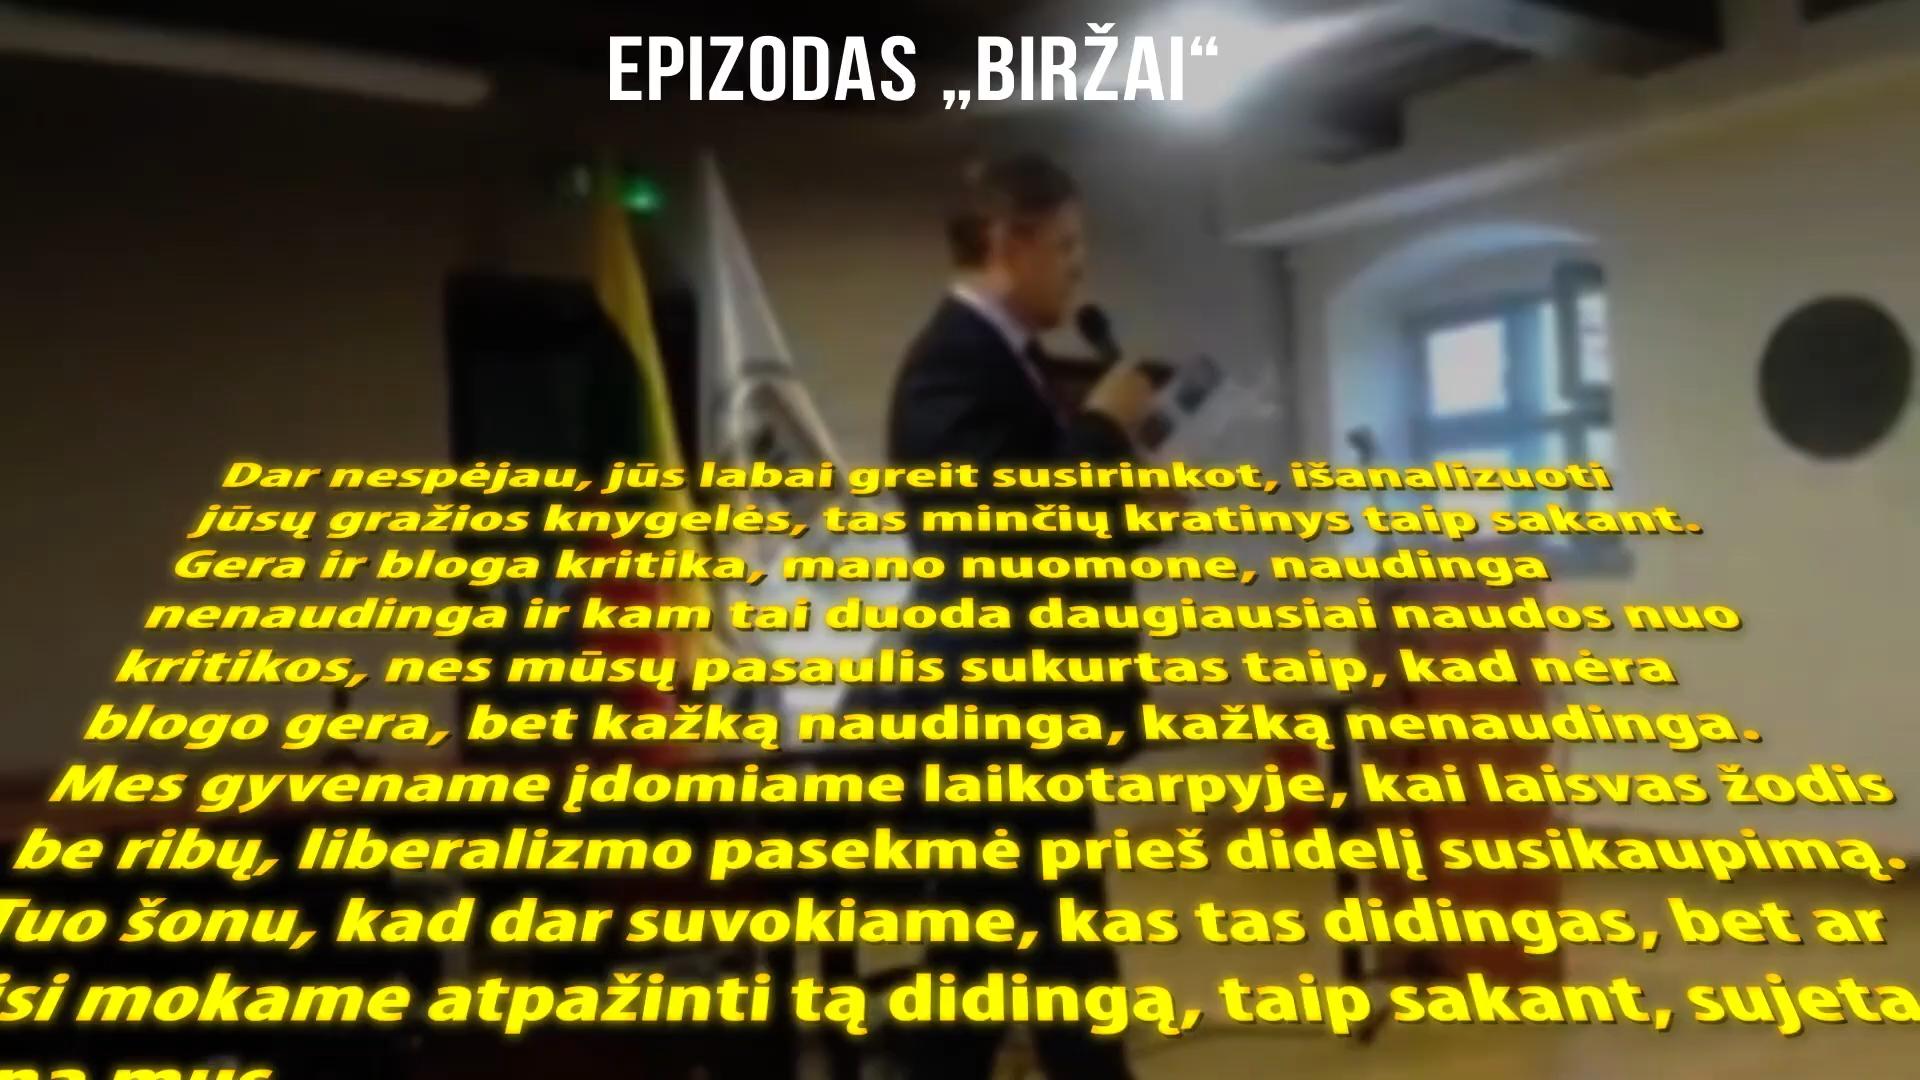 EPIZODAS „BIRŽAI“
Dar nespėjau, jūs labai greit susirinkot, išanalizuoti
jūsų gražios knygelės, tas minčių kratinys taip sakant.
Gera ir bloga kritika, mano nuomone, naudinga
nenaudinga ir kam tai duoda daugiausiai naudos nuo
kritikos, nes mūsų pasaulis sukurtas taip, kad nėra
blogo gera, bet kažką naudinga, kažką nenaudinga.
Mes gyvename įdomiame laikotarpyje, kai laisvas žodis
be ribų, liberalizmo pasekmė prieš didelį susikaupimą.
Tuo šonu, kad dar suvokiame, kas tas didingas, bet ar
mokame atpažinti tą didingą, taip sakant,